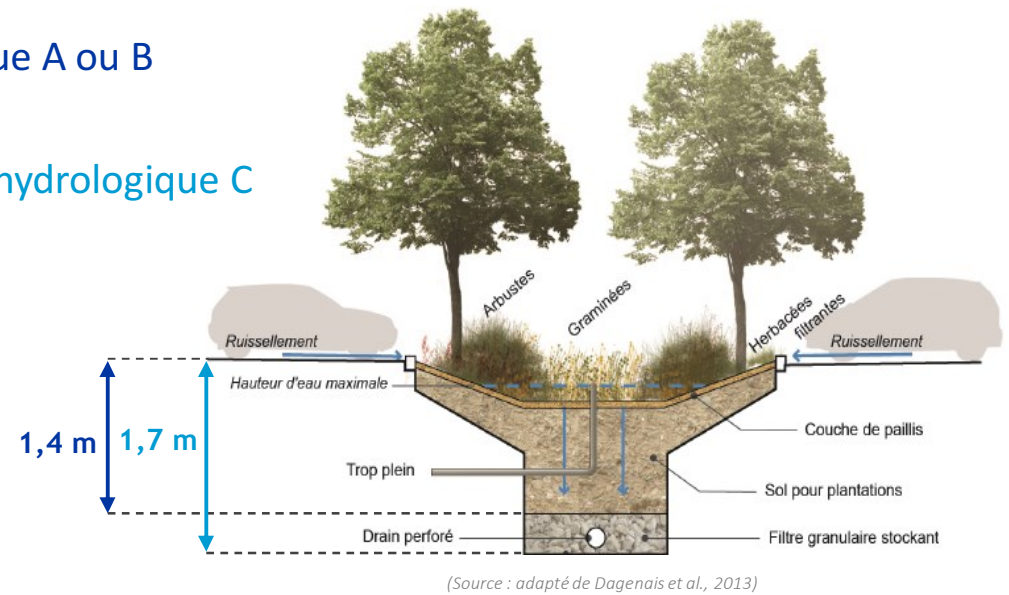 ue A ou B
hydrologique C
Arbustes
Graminées
Herbacées
filtrantes
Ruissellement
Ruissellement
Hauteur d'eau maximale
1,4 m
1,7 m
Couche de paillis
Trop plein
Sol pour plantations
Drain perforé
Filtre granulaire stockant
(Source : adapté de Dagenais et al., 2013)